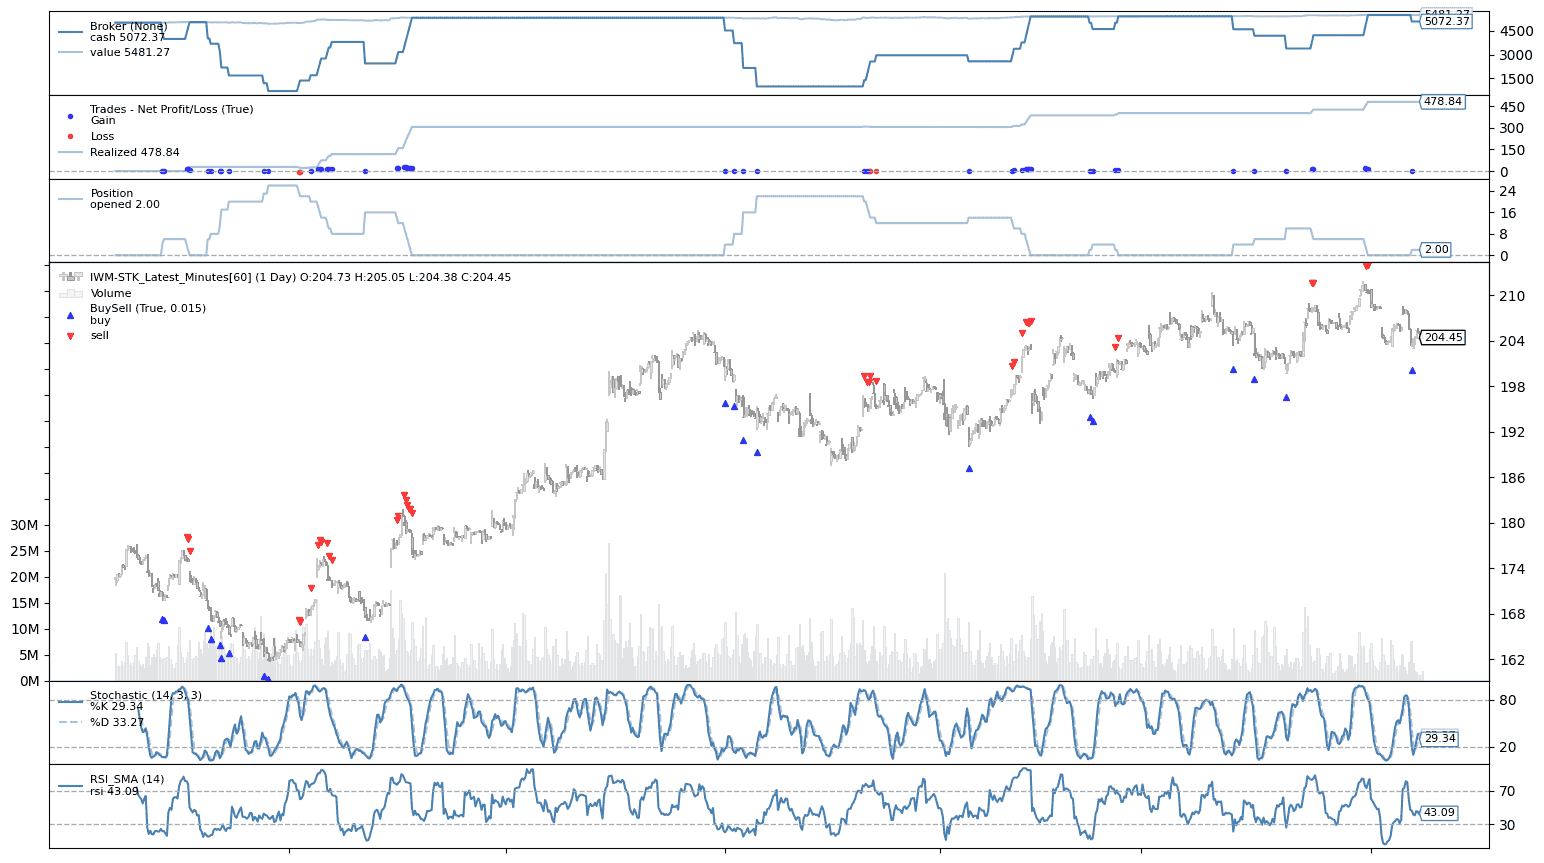 Broker (None)
cash 5072.37
value 5481.27
5072.37
4500
3000
1500
Trades - Net Profit/Loss (True)
Gain
Loss
Realized 478.84
478.84
450
300
150
0
Position
opened 2.00
24
16
8
0
2.00
IWM-STK_Latest_Minutes[60] (1 Day) O:204.73 H:205.05 L:204.38 C:204.45
Volume
BuySell (True, 0.015)
buy
sell
210
204
204.45
198
192
186
180
174
168
162
30M
25M
20M
15M
10M
5M
0M
Stochastic (14, 3, 3)
%K 29.34
%D 33.27
80
20
29.34
RSI_SMA (14)
rsi 43.09
70
30
43.09